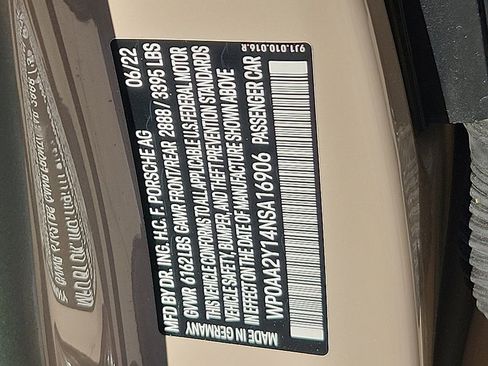 MFD BY DR. ING. H.C. F. PORSCHE AG 06/22
GVWR 6162 LBS GAWR FRONT/REAR 2888 / 3395 LBS
THIS VEHICLE CONFORMS TO ALL APPLICABLE U.S. FEDERAL MOTOR
VEHICLE SAFETY, BUMPER, AND THEFT PREVENTION STANDARDS
IN EFFECT ON THE DATE OF MANUFACTURE SHOWN ABOVE
WP0AA2Y14NSA16906 PASSENGER CAR
MADE IN GERMANY
9J1.010.016.R